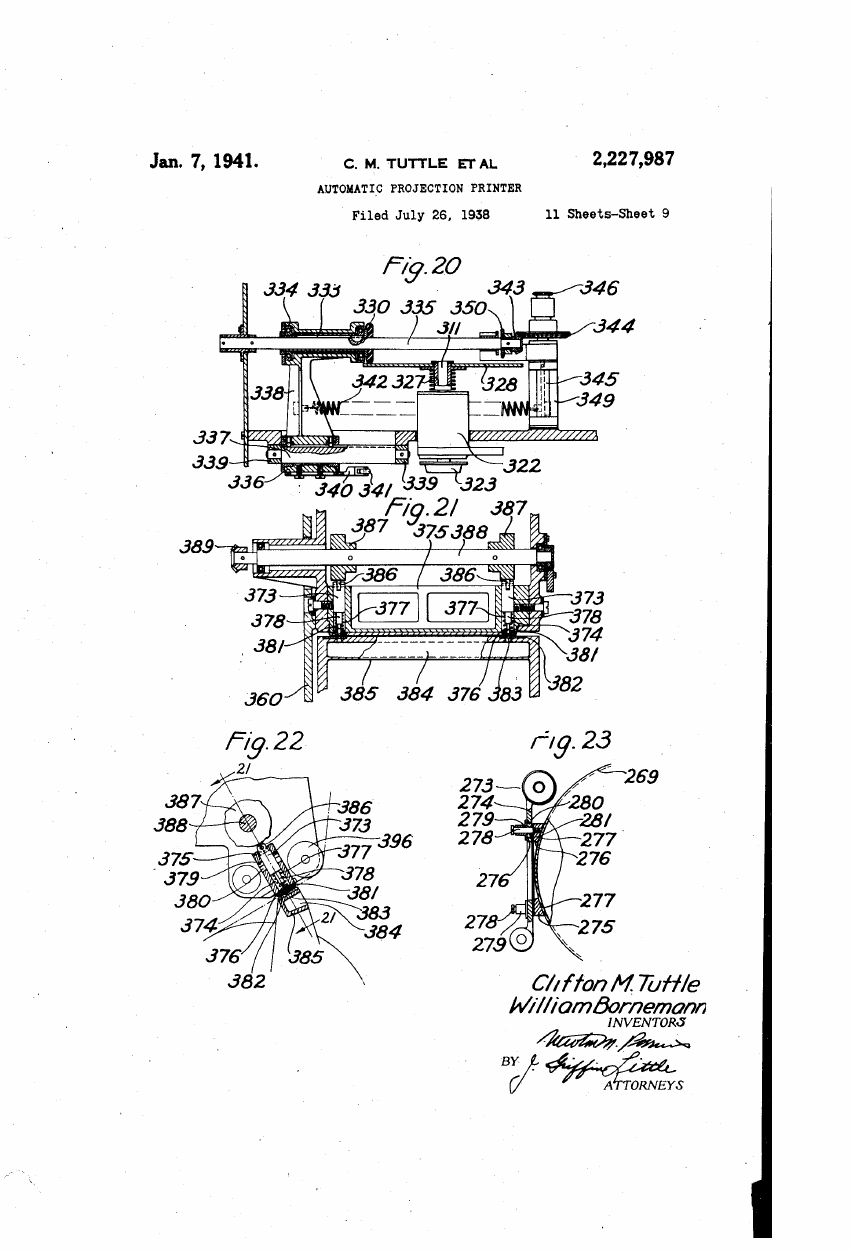 Jan. 7, 1941. C. M. TUTTLE ET AL 2,227,987
AUTOMATIC PROJECTION PRINTER
Filed July 26, 1938 11 Sheets-Sheet 9
Fig. 20
334 333 343 346
330 335 350
311 344
342 327 328 345
338 349
337
339 322
336 340 341 339 323
Fig. 21
387 375 388 387
389
386 386
373 373
378 377 377 378
374
381 381
382
360 385 384 376 383
Fig. 22
21
387 386
388 373
396
375 377
379 378
380 381
383
374 21 384
376 385
382
Fig. 23
269
273
274 280
279 281
278 277
276
276
277
278 275
279
Clifton M. Tuttle
William Bornemann
INVENTORS
Newton M. Perrins
BY J. Griffin Little
ATTORNEYS